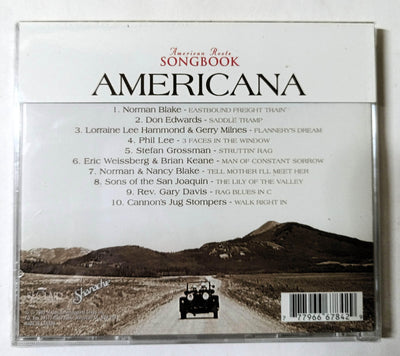 American Roots
SONGBOOK
AMERICANA
1. Norman Blake - EASTBOUND FREIGHT TRAIN
2. Don Edwards - SADDLE TRAMP
3. Lorraine Lee Hammond & Gerry Milnes - FLANNERY'S DREAM
4. Phil Lee - 3 FACES IN THE WINDOW
5. Stefan Grossman - STRUTTIN' RAG
6. Eric Weissberg & Brian Keane - MAN OF CONSTANT SORROW
7. Norman & Nancy Blake - TELL MOTHER I'LL MEET HER
8. Sons of the San Joaquin - THE LILY OF THE VALLEY
9. Rev. Gary Davis - RAG BLUES IN C
10. Cannon's Jug Stompers - WALK RIGHT IN
Shanachie
7 77966 67842 9